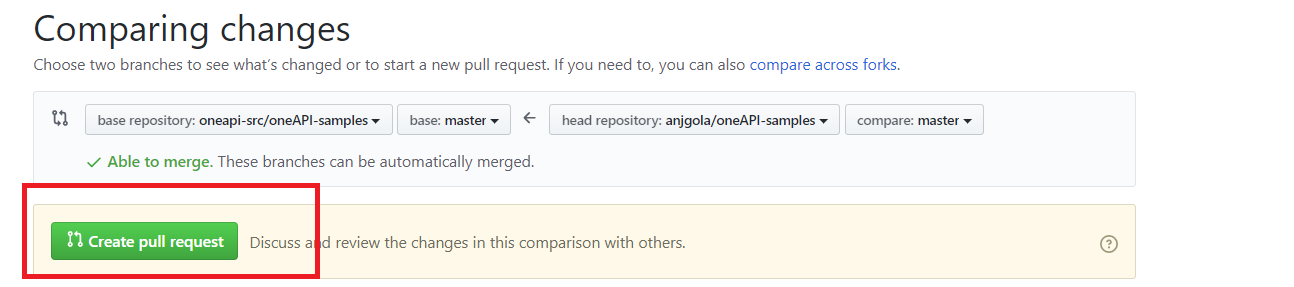 Comparing changes
Choose two branches to see what's changed or to start a new pull request. If you need to, you can also compare across forks.
base repository: oneapi-src/oneAPI-samples base: master head repository: anjgola/oneAPI-samples compare: master
Able to merge. These branches can be automatically merged.
Create pull request Discuss and review the changes in this comparison with others.